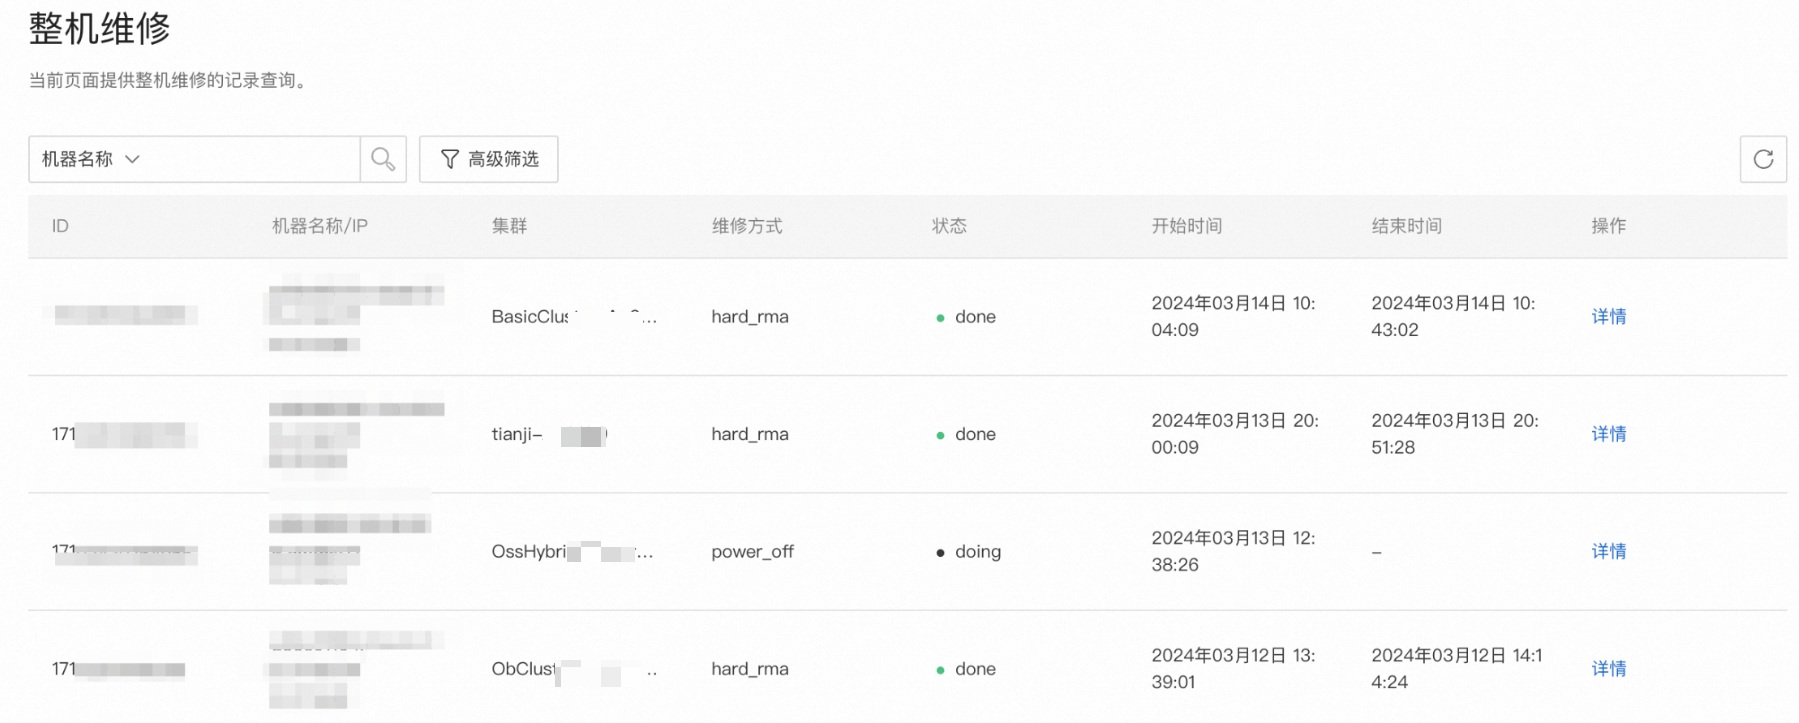 整机维修
当前页面提供整机维修的记录查询。
机器名称 高级筛选
ID 机器名称/IP 集群 维修方式 状态 开始时间 结束时间 操作
BasicClus ... hard_rma done 2024年03月14日 10: 2024年03月14日 10: 详情
04:09 43:02
171 tianji- hard_rma done 2024年03月13日 20: 2024年03月13日 20: 详情
00:09 51:28
171 OssHybri ... power_off doing 2024年03月13日 12: – 详情
38:26
171 ObClust .. hard_rma done 2024年03月12日 13: 2024年03月12日 14:1 详情
39:01 4:24